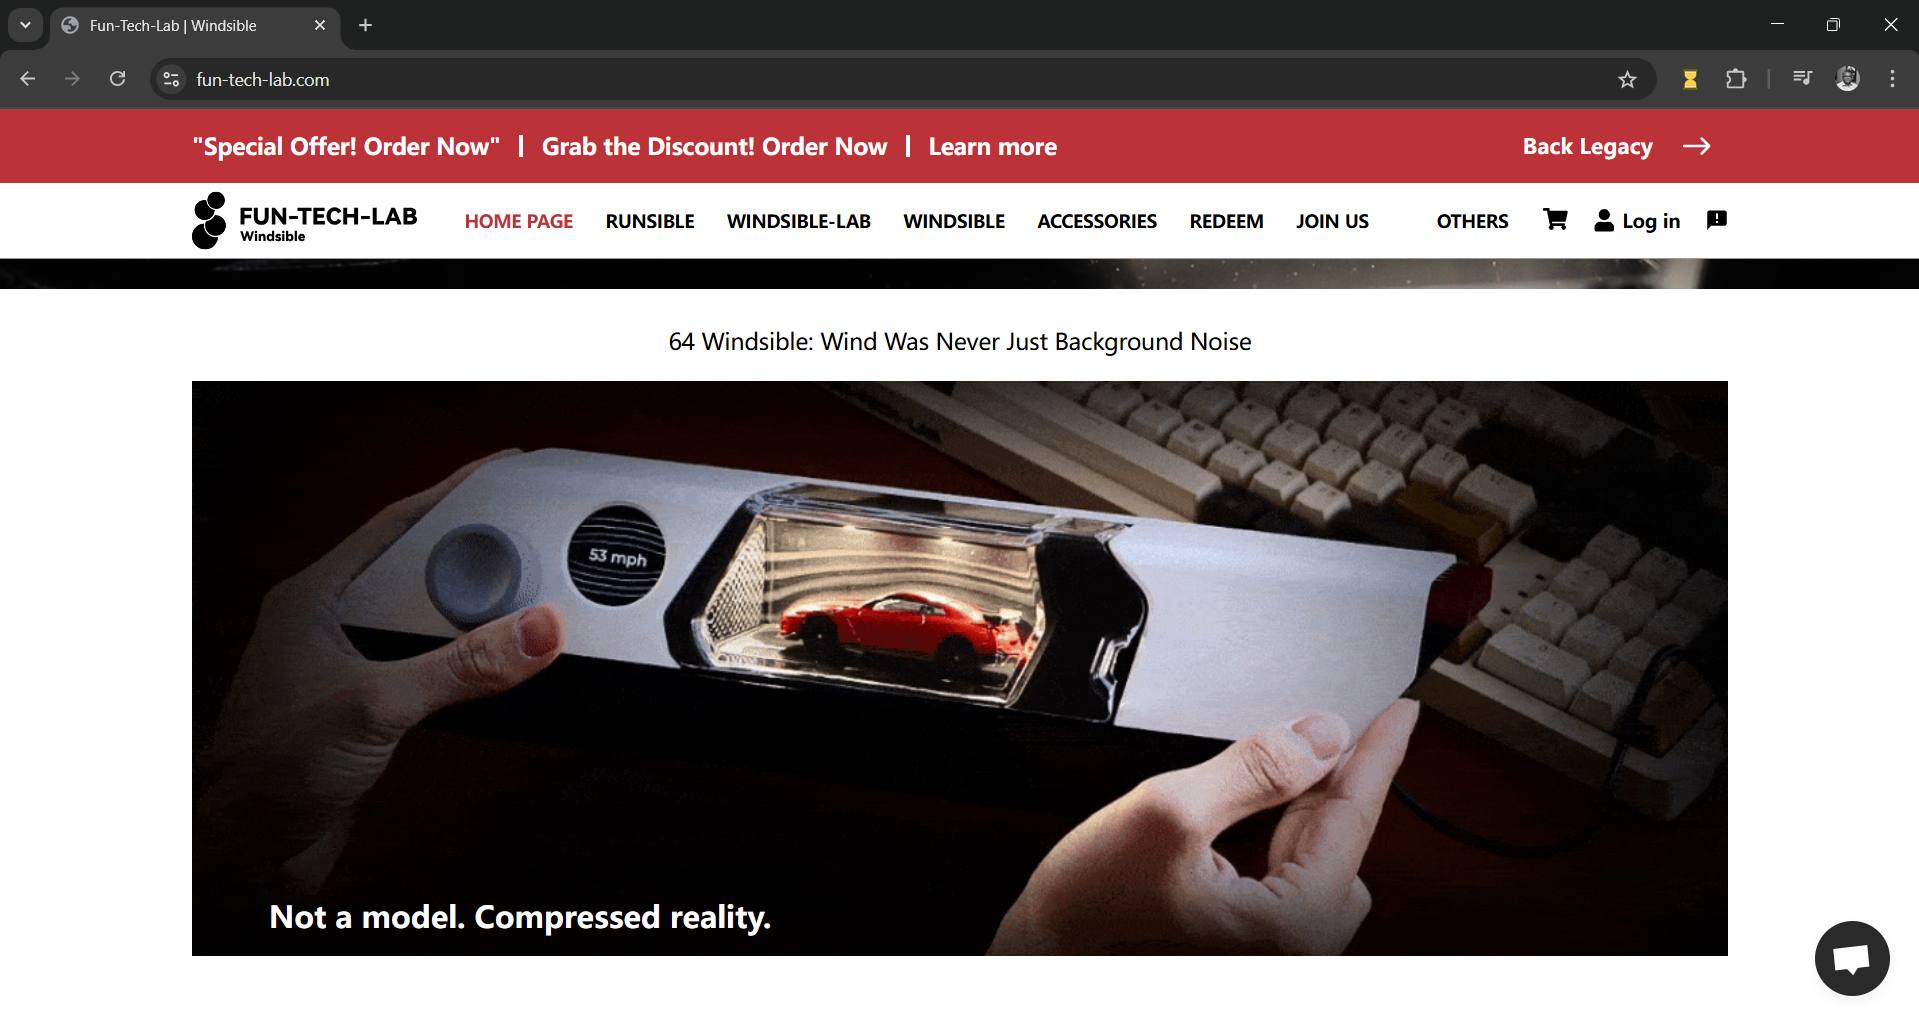 Fun-Tech-Lab | Windsible
fun-tech-lab.com
"Special Offer! Order Now" | Grab the Discount! Order Now | Learn more
Back Legacy →
FUN-TECH-LAB
Windsible
HOME PAGE RUNSIBLE WINDSIBLE-LAB WINDSIBLE ACCESSORIES REDEEM JOIN US OTHERS Log in
64 Windsible: Wind Was Never Just Background Noise
53 mph
Not a model. Compressed reality.